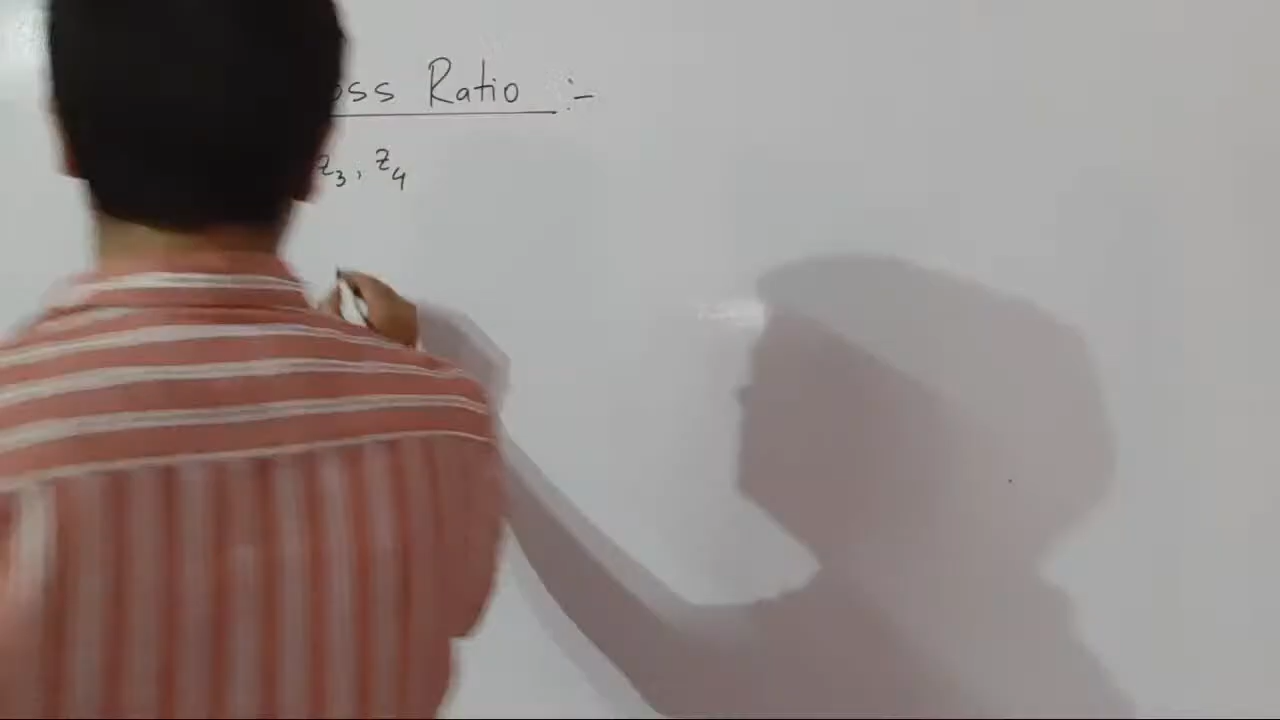 oss Ratio :-
z₃, z₄